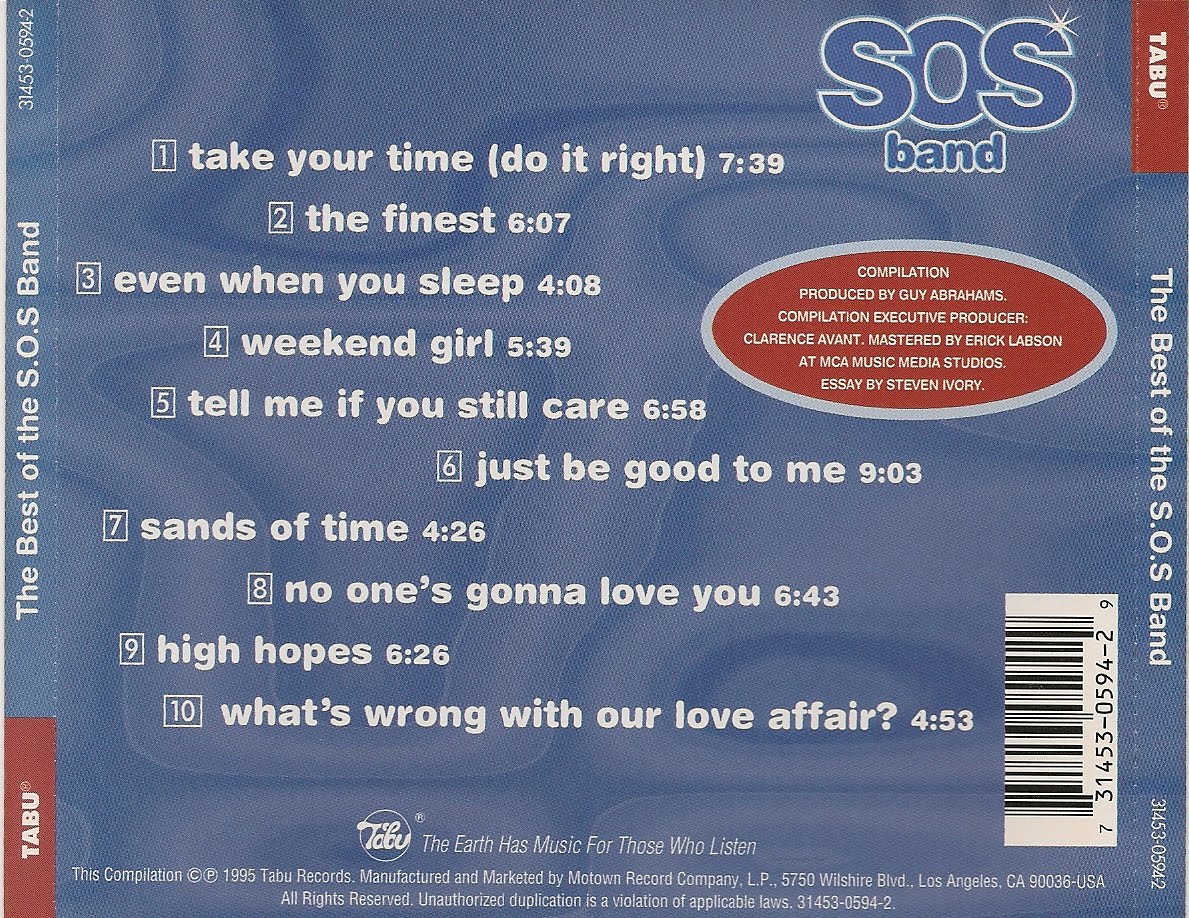 31453-0594-2
The Best of the S.O.S Band
TABU®
SOS
band
1 take your time (do it right) 7:39
2 the finest 6:07
3 even when you sleep 4:08
4 weekend girl 5:39
5 tell me if you still care 6:58
6 just be good to me 9:03
7 sands of time 4:26
8 no one's gonna love you 6:43
9 high hopes 6:26
10 what's wrong with our love affair? 4:53
COMPILATION
PRODUCED BY GUY ABRAHAMS.
COMPILATION EXECUTIVE PRODUCER:
CLARENCE AVANT. MASTERED BY ERICK LABSON
AT MCA MUSIC MEDIA STUDIOS.
ESSAY BY STEVEN IVORY.
7 31453-0594-2 9
Tabu ® The Earth Has Music For Those Who Listen
This Compilation ©℗ 1995 Tabu Records. Manufactured and Marketed by Motown Record Company, L.P., 5750 Wilshire Blvd., Los Angeles, CA 90036-USA
All Rights Reserved. Unauthorized duplication is a violation of applicable laws. 31453-0594-2.
TABU®
The Best of the S.O.S Band
31453-0594-2